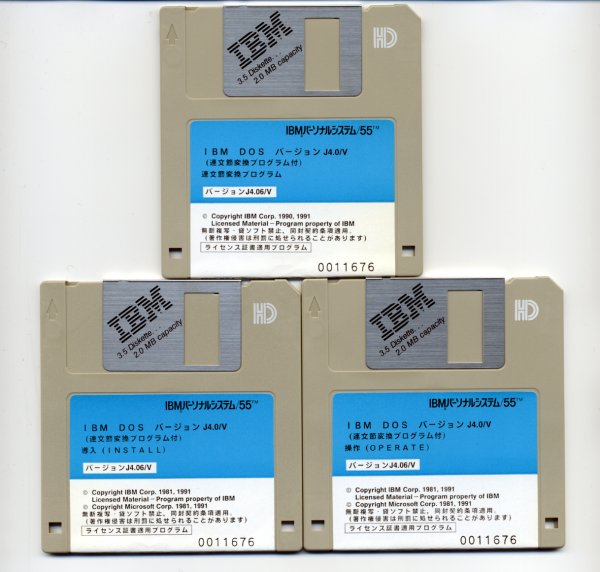 IBM
3.5 Diskette...
2.0 MB capacity
HD
IBMパーソナルシステム/55™
IBM DOS バージョン J4.0/V
(連文節変換プログラム付)
連文節変換プログラム
バージョンJ4.06/V
© Copyright IBM Corp. 1990, 1991
Licensed Material – Program property of IBM
無断複写・貸ソフト禁止。同封契約条項適用。
(著作権侵害は刑罰に処せられることがあります)
ライセンス証書適用プログラム
0011676
IBM
3.5 Diskette...
2.0 MB capacity
HD
IBMパーソナルシステム/55™
IBM DOS バージョン J4.0/V
(連文節変換プログラム付)
導入 (INSTALL)
バージョンJ4.06/V
© Copyright IBM Corp. 1981, 1991
Licensed Material – Program property of IBM
© Copyright Microsoft Corp. 1981, 1991
無断複写・貸ソフト禁止。同封契約条項適用。
(著作権侵害は刑罰に処せられることがあります)
ライセンス証書適用プログラム
0011676
IBM
3.5 Diskette...
2.0 MB capacity
HD
IBMパーソナルシステム/55™
IBM DOS バージョン J4.0/V
(連文節変換プログラム付)
操作 (OPERATE)
バージョンJ4.06/V
© Copyright IBM Corp. 1981, 1991
Licensed Material – Program property of IBM
© Copyright Microsoft Corp. 1981, 1991
無断複写・貸ソフト禁止。同封契約条項適用。
(著作権侵害は刑罰に処せられることがあります)
ライセンス証書適用プログラム
0011676